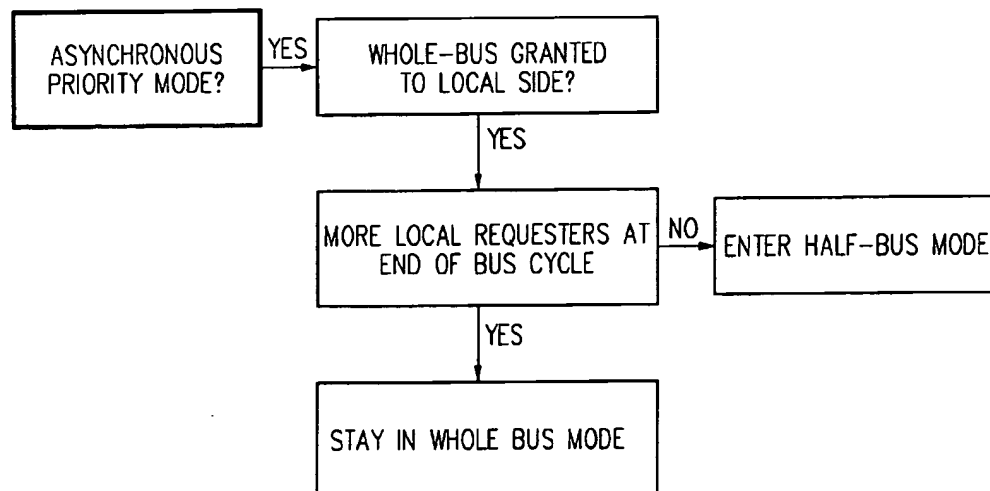 ASYNCHRONOUS
PRIORITY MODE?
YES
WHOLE-BUS GRANTED
TO LOCAL SIDE?
YES
MORE LOCAL REQUESTERS AT
END OF BUS CYCLE
NO
ENTER HALF-BUS MODE
YES
STAY IN WHOLE BUS MODE